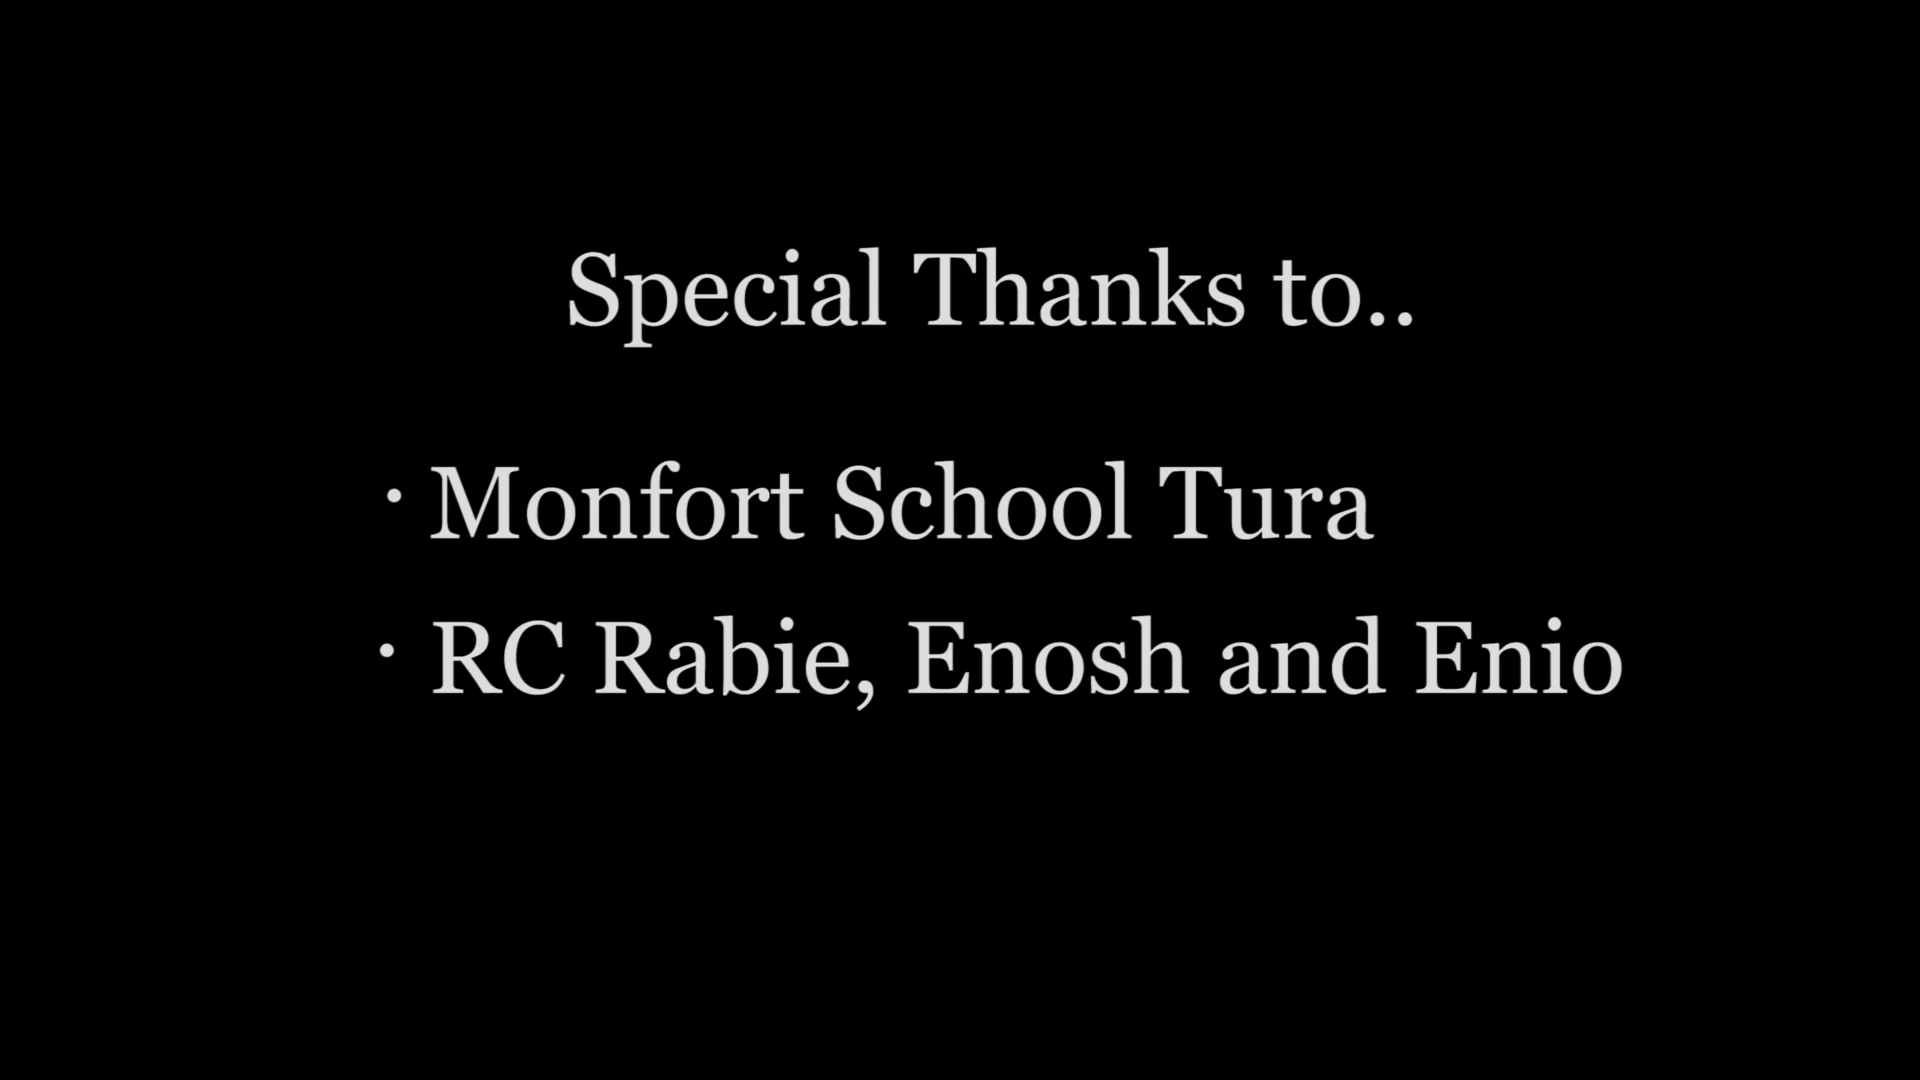 Special Thanks to..
· Monfort School Tura
· RC Rabie, Enosh and Enio